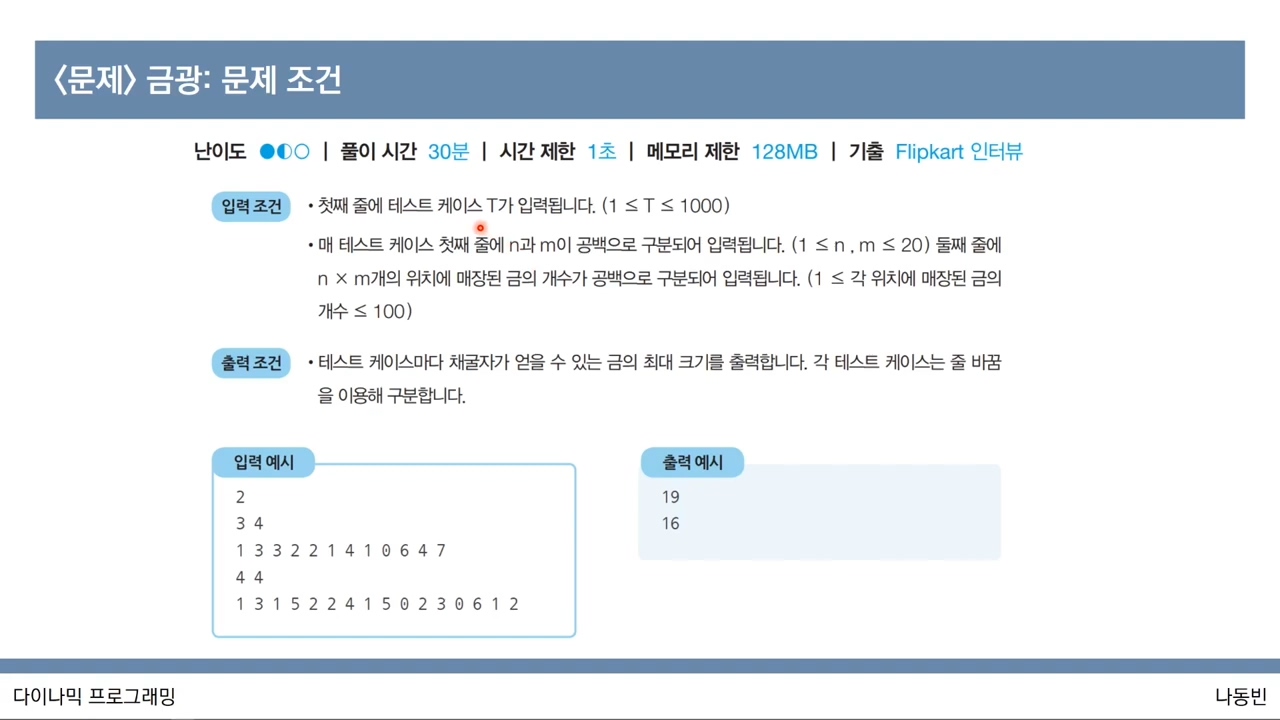 〈문제〉 금광: 문제 조건
난이도 | 풀이 시간 30분 | 시간 제한 1초 | 메모리 제한 128MB | 기출 Flipkart 인터뷰
입력 조건 • 첫째 줄에 테스트 케이스 T가 입력됩니다. (1 ≤ T ≤ 1000)
• 매 테스트 케이스 첫째 줄에 n과 m이 공백으로 구분되어 입력됩니다. (1 ≤ n , m ≤ 20) 둘째 줄에
n × m개의 위치에 매장된 금의 개수가 공백으로 구분되어 입력됩니다. (1 ≤ 각 위치에 매장된 금의
개수 ≤ 100)
출력 조건 • 테스트 케이스마다 채굴자가 얻을 수 있는 금의 최대 크기를 출력합니다. 각 테스트 케이스는 줄 바꿈
을 이용해 구분합니다.
입력 예시
2
3 4
1 3 3 2 2 1 4 1 0 6 4 7
4 4
1 3 1 5 2 2 4 1 5 0 2 3 0 6 1 2
출력 예시
19
16
다이나믹 프로그래밍
나동빈